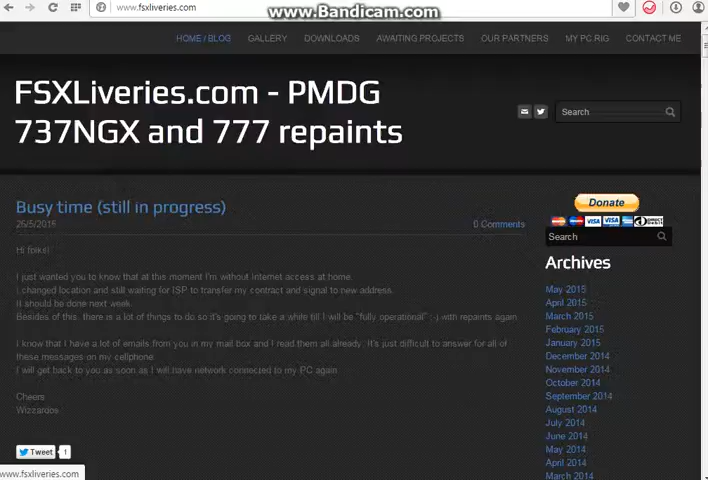 www.Bandicam.com
www.fsxliveries.com
HOME / BLOG GALLERY DOWNLOADS AWAITING PROJECTS OUR PARTNERS MY PC RIG CONTACT ME
FSXLiveries.com - PMDG
737NGX and 777 repaints
Search
Busy time (still in progress)
25/5/2015
0 Comments
Hi folks!
I just wanted you to know that at this moment I'm without Internet access at home.
I changed location and still waiting for ISP to transfer my contract and signal to new address.
It should be done next week.
Besides of this, there is a lot of things to do so it's going to take a while till I will be "fully operational" ;-) with repaints again
I know that I have a lot of emails from you in my mail box and I read them all already. It's just difficult to answer for all of
these messages on my cellphone.
I will get back to you as soon as I will have network connected to my PC again
Cheers
Wizzardos
Tweet 1
www.fsxliveries.com
Donate
VISA VISA
Search
Archives
May 2015
April 2015
March 2015
February 2015
January 2015
December 2014
November 2014
October 2014
September 2014
August 2014
July 2014
June 2014
May 2014
April 2014
March 2014